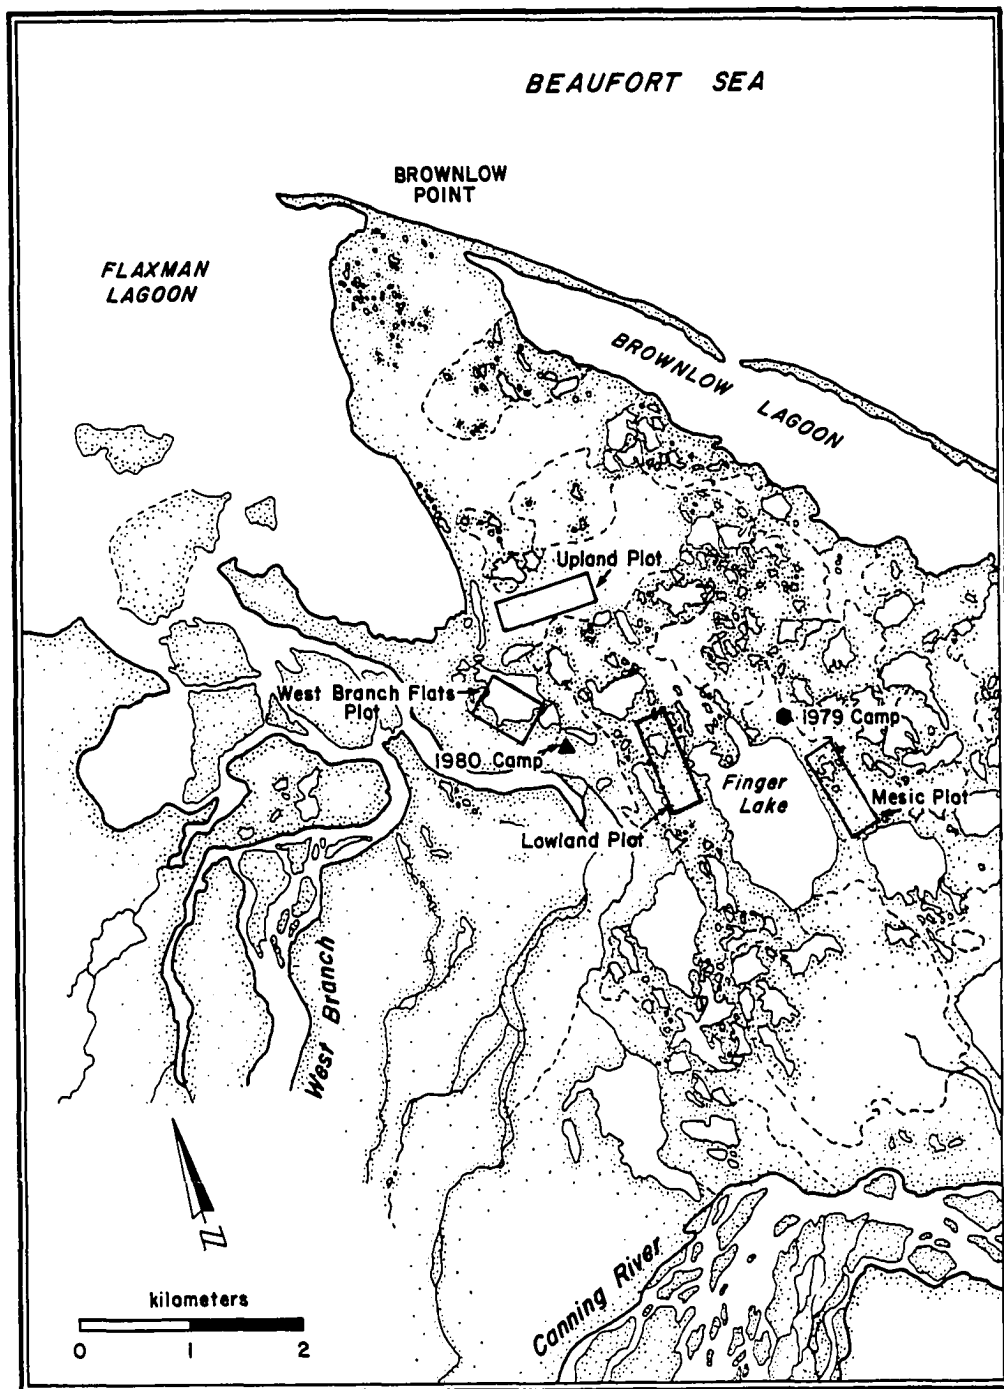 BEAUFORT SEA
BROWNLOW
POINT
FLAXMAN
LAGOON
BROWNLOW LAGOON
Upland Plot
West Branch Flats
Plot
1979 Camp
1980 Camp
Finger
Lake
Mesic Plot
Lowland Plot
West Branch
N
Canning River
kilometers
0 1 2